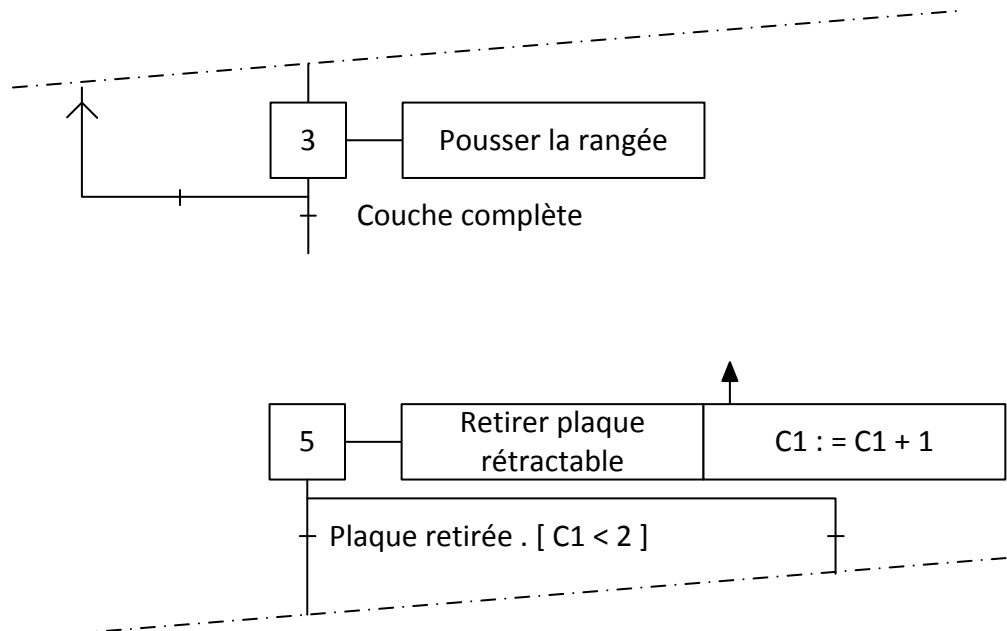 3
Pousser la rangée
Couche complète
5
Retirer plaque
rétractable
C1 : = C1 + 1
Plaque retirée . [ C1 < 2 ]